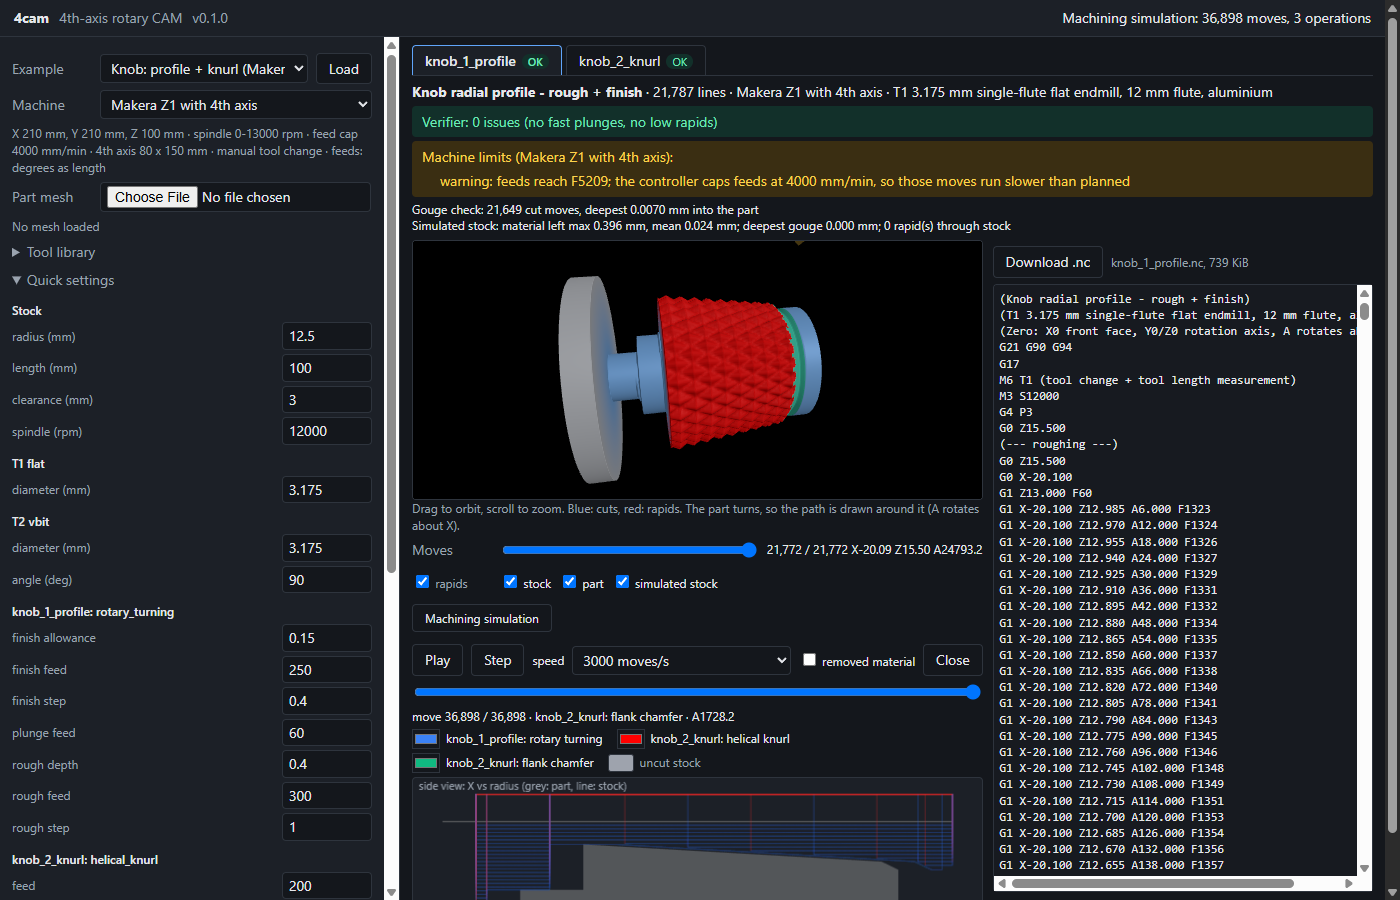 4cam 4th-axis rotary CAM v0.1.0
Machining simulation: 36,898 moves, 3 operations
Example
Knob: profile + knurl (Maker
Load
Machine
Makera Z1 with 4th axis
X 210 mm, Y 210 mm, Z 100 mm · spindle 0-13000 rpm · feed cap
4000 mm/min · 4th axis 80 x 150 mm · manual tool change · feeds:
degrees as length
Part mesh
Choose File No file chosen
No mesh loaded
Tool library
Quick settings
Stock
radius (mm) 12.5
length (mm) 100
clearance (mm) 3
spindle (rpm) 12000
T1 flat
diameter (mm) 3.175
T2 vbit
diameter (mm) 3.175
angle (deg) 90
knob_1_profile: rotary_turning
finish allowance 0.15
finish feed 250
finish step 0.4
plunge feed 60
rough depth 0.4
rough feed 300
rough step 1
knob_2_knurl: helical_knurl
feed 200
knob_1_profile OK
knob_2_knurl OK
Knob radial profile - rough + finish · 21,787 lines · Makera Z1 with 4th axis · T1 3.175 mm single-flute flat endmill, 12 mm flute, aluminium
Verifier: 0 issues (no fast plunges, no low rapids)
Machine limits (Makera Z1 with 4th axis):
warning: feeds reach F5209; the controller caps feeds at 4000 mm/min, so those moves run slower than planned
Gouge check: 21,649 cut moves, deepest 0.0070 mm into the part
Simulated stock: material left max 0.396 mm, mean 0.024 mm; deepest gouge 0.000 mm; 0 rapid(s) through stock
Drag to orbit, scroll to zoom. Blue: cuts, red: rapids. The part turns, so the path is drawn around it (A rotates
about X).
Moves
21,772 / 21,772 X-20.09 Z15.50 A24793.2
rapids
stock
part
simulated stock
Machining simulation
Play
Step
speed
3000 moves/s
removed material
Close
move 36,898 / 36,898 · knob_2_knurl: flank chamfer · A1728.2
knob_1_profile: rotary turning
knob_2_knurl: helical knurl
knob_2_knurl: flank chamfer
uncut stock
side view: X vs radius (grey: part, line: stock)
Download .nc
knob_1_profile.nc, 739 KiB
(Knob radial profile - rough + finish)
(T1 3.175 mm single-flute flat endmill, 12 mm flute, a
(Zero: X0 front face, Y0/Z0 rotation axis, A rotates a
G21 G90 G94
G17
M6 T1 (tool change + tool length measurement)
M3 S12000
G4 P3
G0 Z15.500
(--- roughing ---)
G0 Z15.500
G0 X-20.100
G1 Z13.000 F60
G1 X-20.100 Z12.985 A6.000 F1323
G1 X-20.100 Z12.970 A12.000 F1324
G1 X-20.100 Z12.955 A18.000 F1326
G1 X-20.100 Z12.940 A24.000 F1327
G1 X-20.100 Z12.925 A30.000 F1329
G1 X-20.100 Z12.910 A36.000 F1331
G1 X-20.100 Z12.895 A42.000 F1332
G1 X-20.100 Z12.880 A48.000 F1334
G1 X-20.100 Z12.865 A54.000 F1335
G1 X-20.100 Z12.850 A60.000 F1337
G1 X-20.100 Z12.835 A66.000 F1338
G1 X-20.100 Z12.820 A72.000 F1340
G1 X-20.100 Z12.805 A78.000 F1341
G1 X-20.100 Z12.790 A84.000 F1343
G1 X-20.100 Z12.775 A90.000 F1345
G1 X-20.100 Z12.760 A96.000 F1346
G1 X-20.100 Z12.745 A102.000 F1348
G1 X-20.100 Z12.730 A108.000 F1349
G1 X-20.100 Z12.715 A114.000 F1351
G1 X-20.100 Z12.700 A120.000 F1353
G1 X-20.100 Z12.685 A126.000 F1354
G1 X-20.100 Z12.670 A132.000 F1356
G1 X-20.100 Z12.655 A138.000 F1357